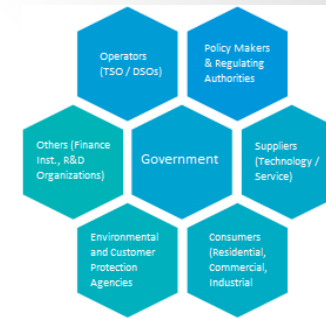 Operators
(TSO / DSOs)
Policy Makers
& Regulating
Authorities
Others (Finance
Inst., R&D
Organizations)
Government
Suppliers
(Technology /
Service)
Environmental
and Customer
Protection
Agencies
Consumers
(Residential,
Commercial,
Industrial